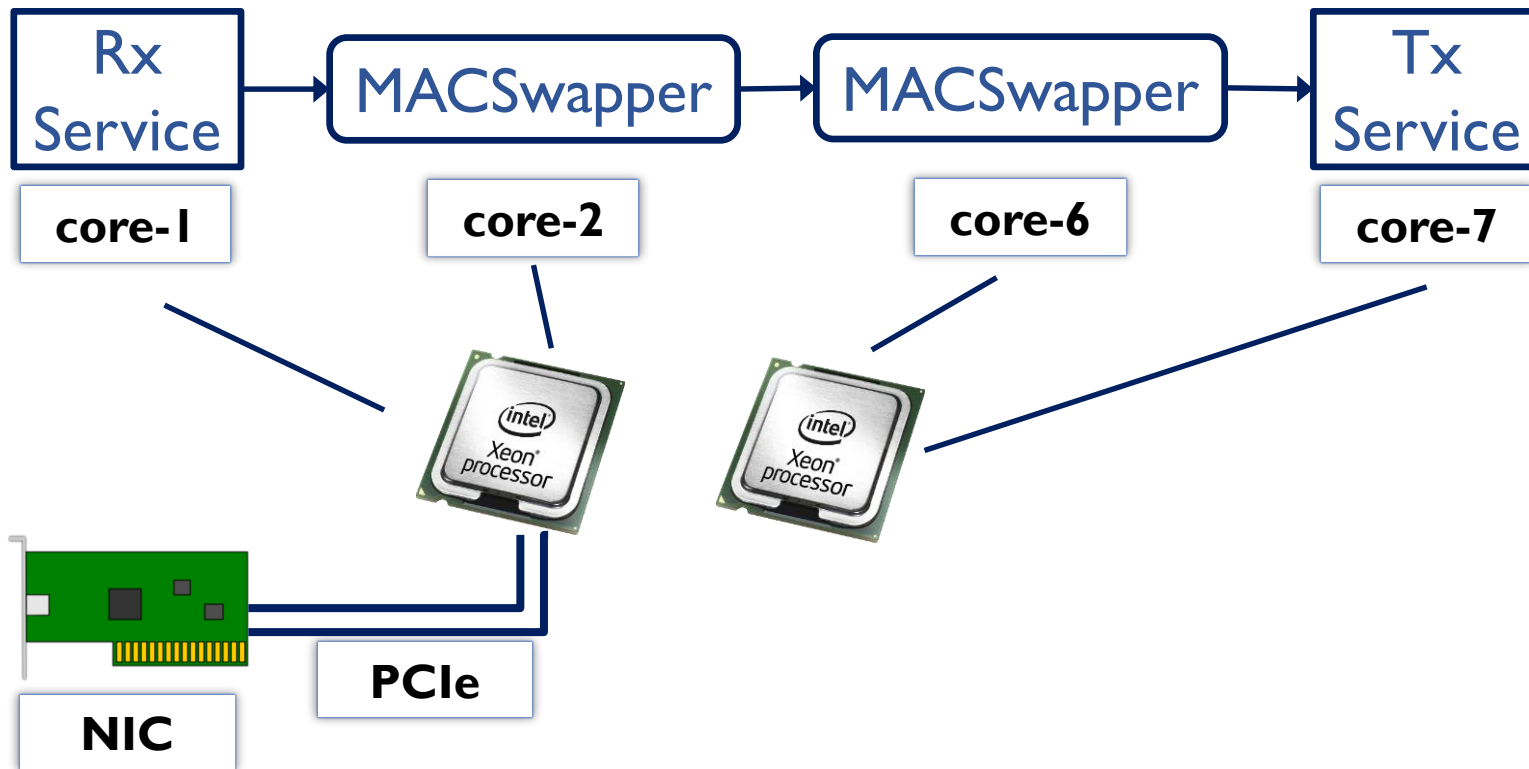 Rx
Service
MACSwapper
MACSwapper
Tx
Service
core-1
core-2
core-6
core-7
intel
Xeon®
processor
intel
Xeon®
processor
PCIe
NIC